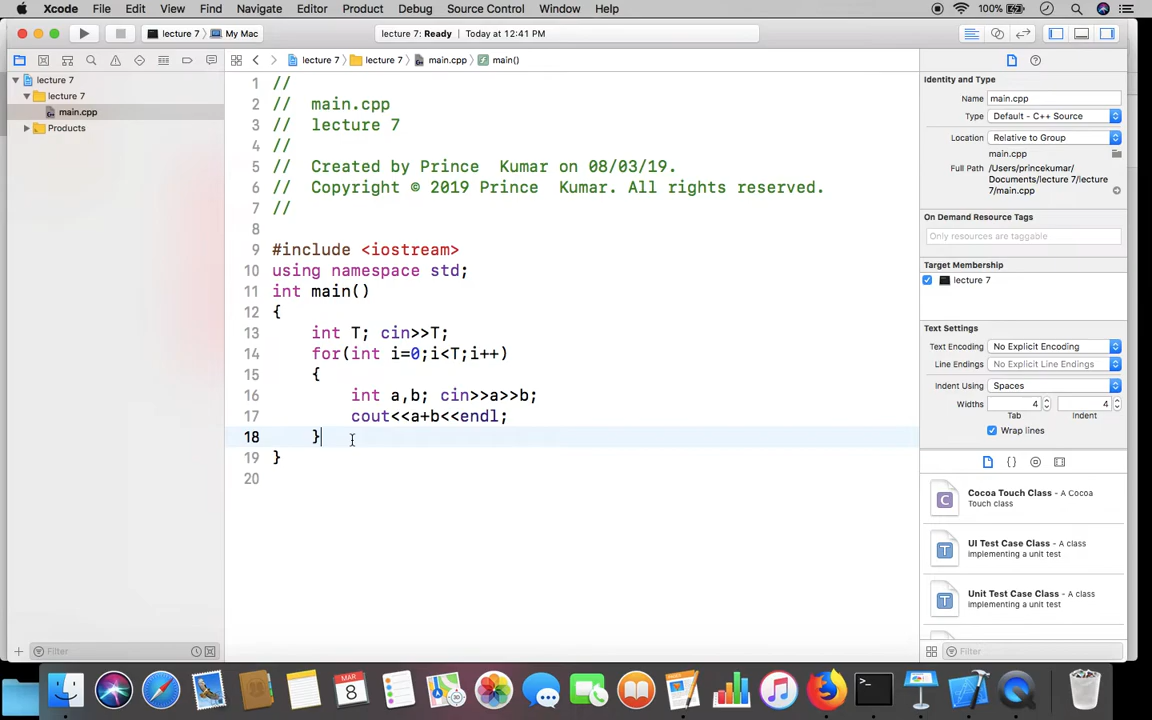 Xcode File Edit View Find Navigate Editor Product Debug Source Control Window Help 100%
lecture 7 My Mac lecture 7: Ready | Today at 12:41 PM
lecture 7 lecture 7 main.cpp main()
lecture 7
lecture 7
main.cpp
Products
1 //
2 // main.cpp
3 // lecture 7
4 //
5 // Created by Prince  Kumar on 08/03/19.
6 // Copyright © 2019 Prince  Kumar. All rights reserved.
7 //
8
9 #include <iostream>
10 using namespace std;
11 int main()
12 {
13 int T; cin>>T;
14 for(int i=0;i<T;i++)
15 {
16 int a,b; cin>>a>>b;
17 cout<<a+b<<endl;
18 }
19 }
20
Identity and Type
Name main.cpp
Type Default - C++ Source
Location Relative to Group
main.cpp
Full Path /Users/princekumar/
Documents/lecture 7/lecture
7/main.cpp
On Demand Resource Tags
Only resources are taggable
Target Membership
lecture 7
Text Settings
Text Encoding No Explicit Encoding
Line Endings No Explicit Line Endings
Indent Using Spaces
Widths 4 4
Tab Indent
Wrap lines
{ }
C Cocoa Touch Class - A Cocoa
Touch class
T UI Test Case Class - A class
implementing a unit test
T Unit Test Case Class - A class
implementing a unit test
Filter
Filter
MAR
8